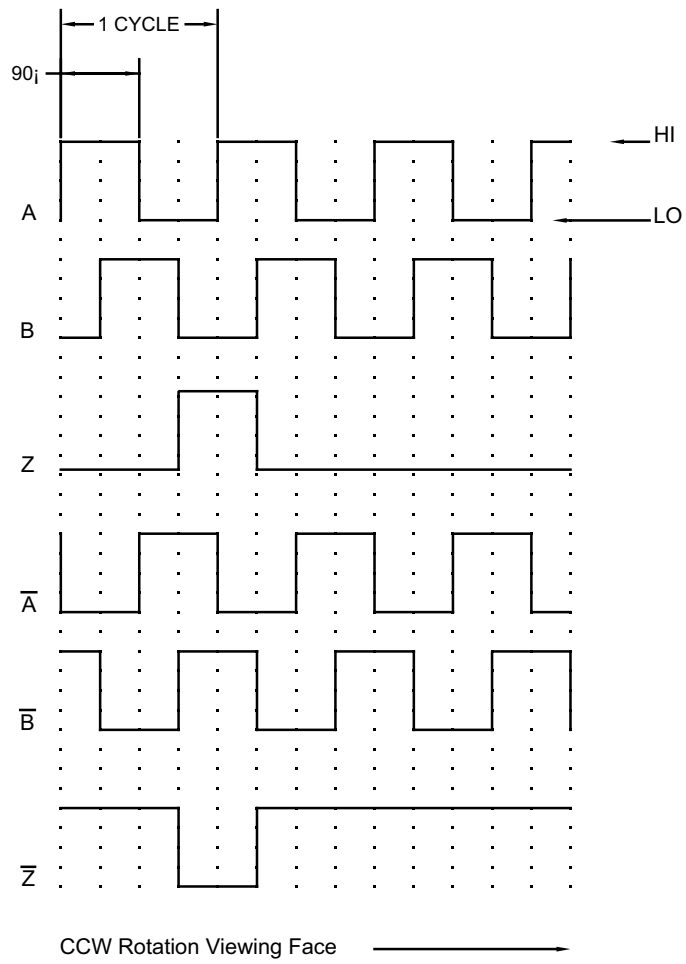 1 CYCLE
90¡
HI
A
LO
B
Z
A̅
B̅
Z̅
CCW Rotation Viewing Face